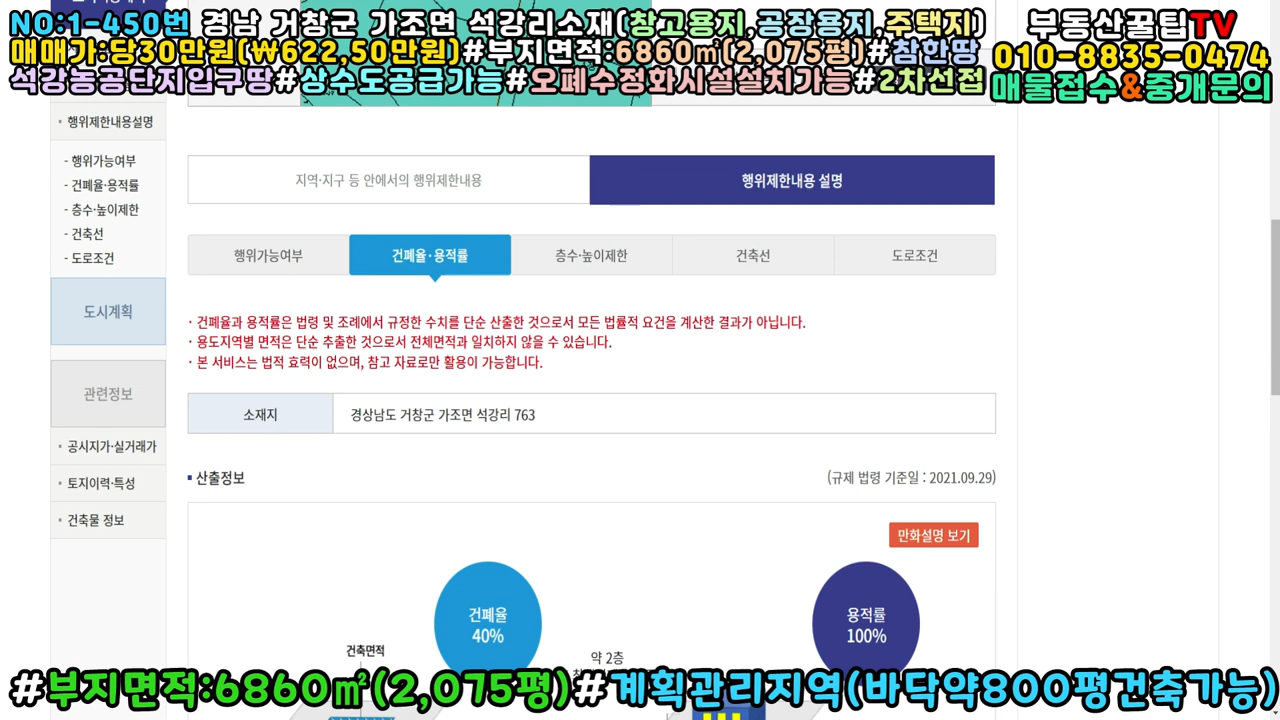 NO:1-450번 경남 거창군 가조면 석강리소재(창고용지,공장용지,주택지)
매매가:당30만원(₩622,50만원)#부지면적:6860㎡(2,075평)#참한땅
석강농공단지입구땅#상수도공급가능#오폐수정화시설설치가능#2차선접
부동산꿀팁TV
010-8835-0474
매물접수&중개문의
행위제한내용설명
- 행위가능여부
- 건폐율·용적률
- 층수·높이제한
- 건축선
- 도로조건
도시계획
관련정보
공시지가·실거래가
토지이력·특성
건축물 정보
지역·지구 등 안에서의 행위제한내용
행위제한내용 설명
행위가능여부
건폐율·용적률
층수·높이제한
건축선
도로조건
· 건폐율과 용적률은 법령 및 조례에서 규정한 수치를 단순 산출한 것으로서 모든 법률적 요건을 계산한 결과가 아닙니다.
· 용도지역별 면적은 단순 추출한 것으로서 전체면적과 일치하지 않을 수 있습니다.
· 본 서비스는 법적 효력이 없으며, 참고 자료로만 활용이 가능합니다.
소재지
경상남도 거창군 가조면 석강리 763
산출정보
(규제 법령 기준일 : 2021.09.29)
만화설명 보기
건폐율
40%
용적률
100%
건축면적
약 2층
#부지면적:6860㎡(2,075평)#계획관리지역(바닥약800평건축가능)